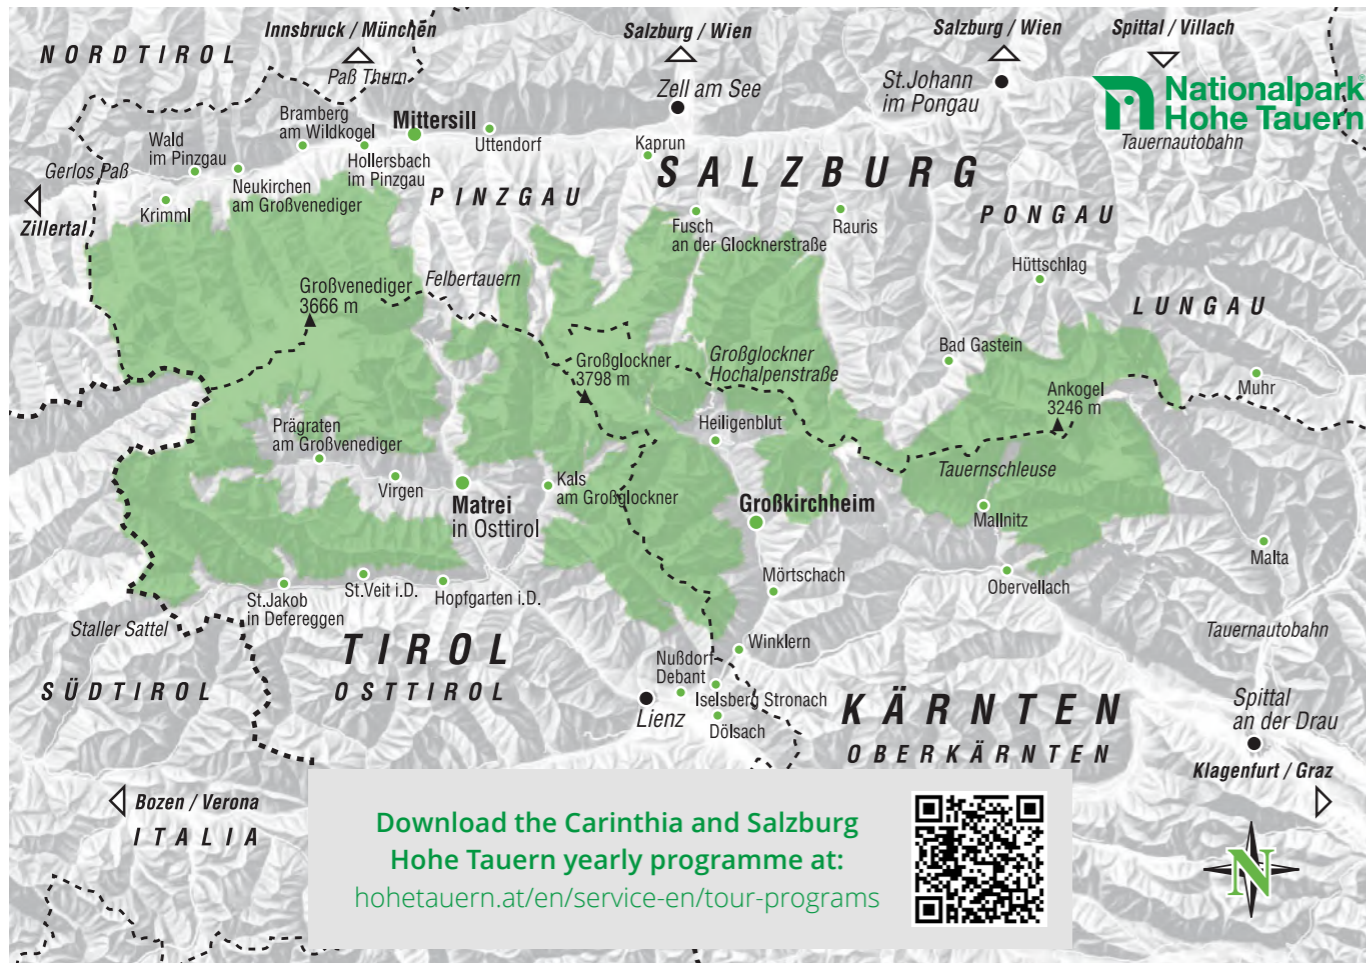 Innsbruck / München
Salzburg / Wien
Salzburg / Wien
Spittal / Villach
NORDTIROL
Paß Thurn
Zell am See
St.Johann
im Pongau
Nationalpark
Hohe Tauern
Tauernautobahn
Bramberg
am Wildkogel
Mittersill
Uttendorf
Wald
im Pinzgau
Hollersbach
im Pinzgau
Kaprun
Gerlos Paß
Neukirchen
am Großvenediger
PINZGAU
SALZBURG
Krimml
Zillertal
Fusch
an der Glocknerstraße
Rauris
PONGAU
Hüttschlag
Großvenediger
3666 m
Felbertauern
LUNGAU
Großglockner
3798 m
Großglockner
Hochalpenstraße
Bad Gastein
Ankogel
3246 m
Muhr
Prägraten
am Großvenediger
Heiligenblut
Virgen
Matrei
in Osttirol
Kals
am Großglockner
Tauernschleuse
Großkirchheim
Mallnitz
Malta
St.Jakob
in Defereggen
St.Veit i.D.
Hopfgarten i.D.
Mörtschach
Obervellach
Staller Sattel
TIROL
OSTTIROL
SÜDTIROL
Winklern
Nußdorf
Debant
Iselsberg Stronach
Lienz
Dölsach
KÄRNTEN
OBERKÄRNTEN
Tauernautobahn
Spittal
an der Drau
Klagenfurt / Graz
Bozen / Verona
ITALIA
Download the Carinthia and Salzburg
Hohe Tauern yearly programme at:
hohetauern.at/en/service-en/tour-programs
N